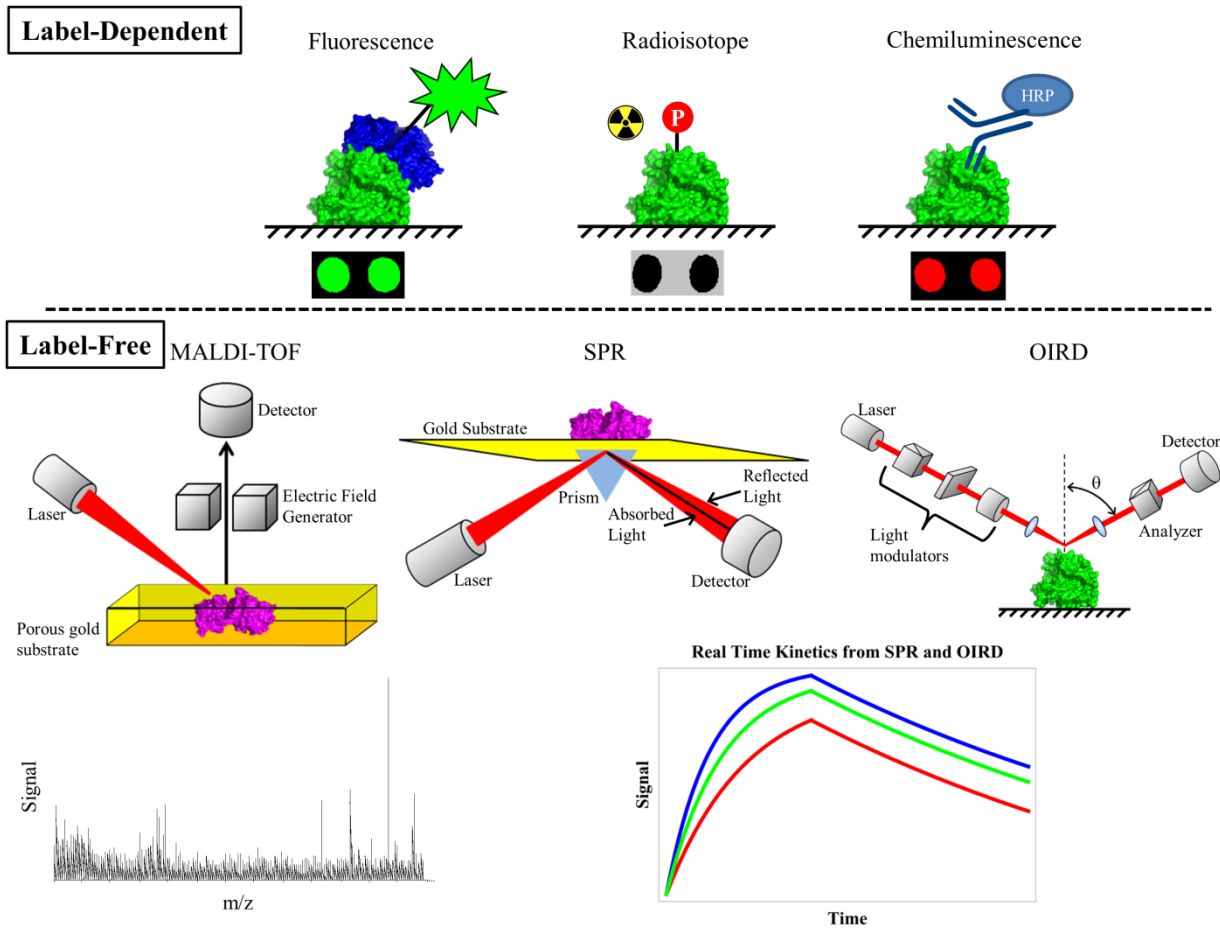 Label-Dependent
Fluorescence
Radioisotope
Chemiluminescence
P
HRP
Label-Free
MALDI-TOF
SPR
OIRD
Detector
Laser
Electric Field
Generator
Porous gold
substrate
Signal
m/z
Gold Substrate
Prism
Reflected
Light
Absorbed
Light
Laser
Detector
Laser
Detector
θ
Light
modulators
Analyzer
Real Time Kinetics from SPR and OIRD
Signal
Time